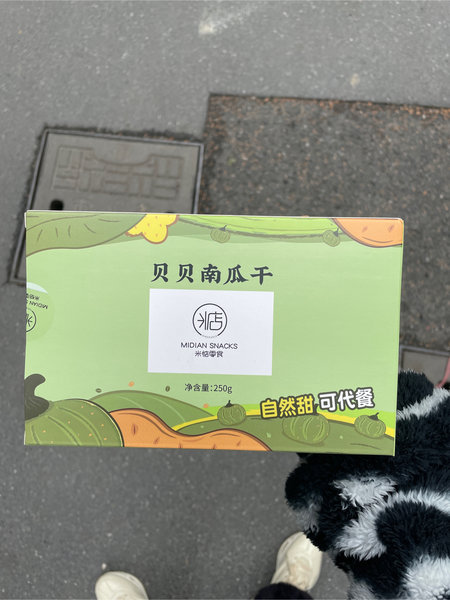 贝贝南瓜干
MIDIAN SNACKS
米惦零食
净含量:250g
自然甜 可代餐